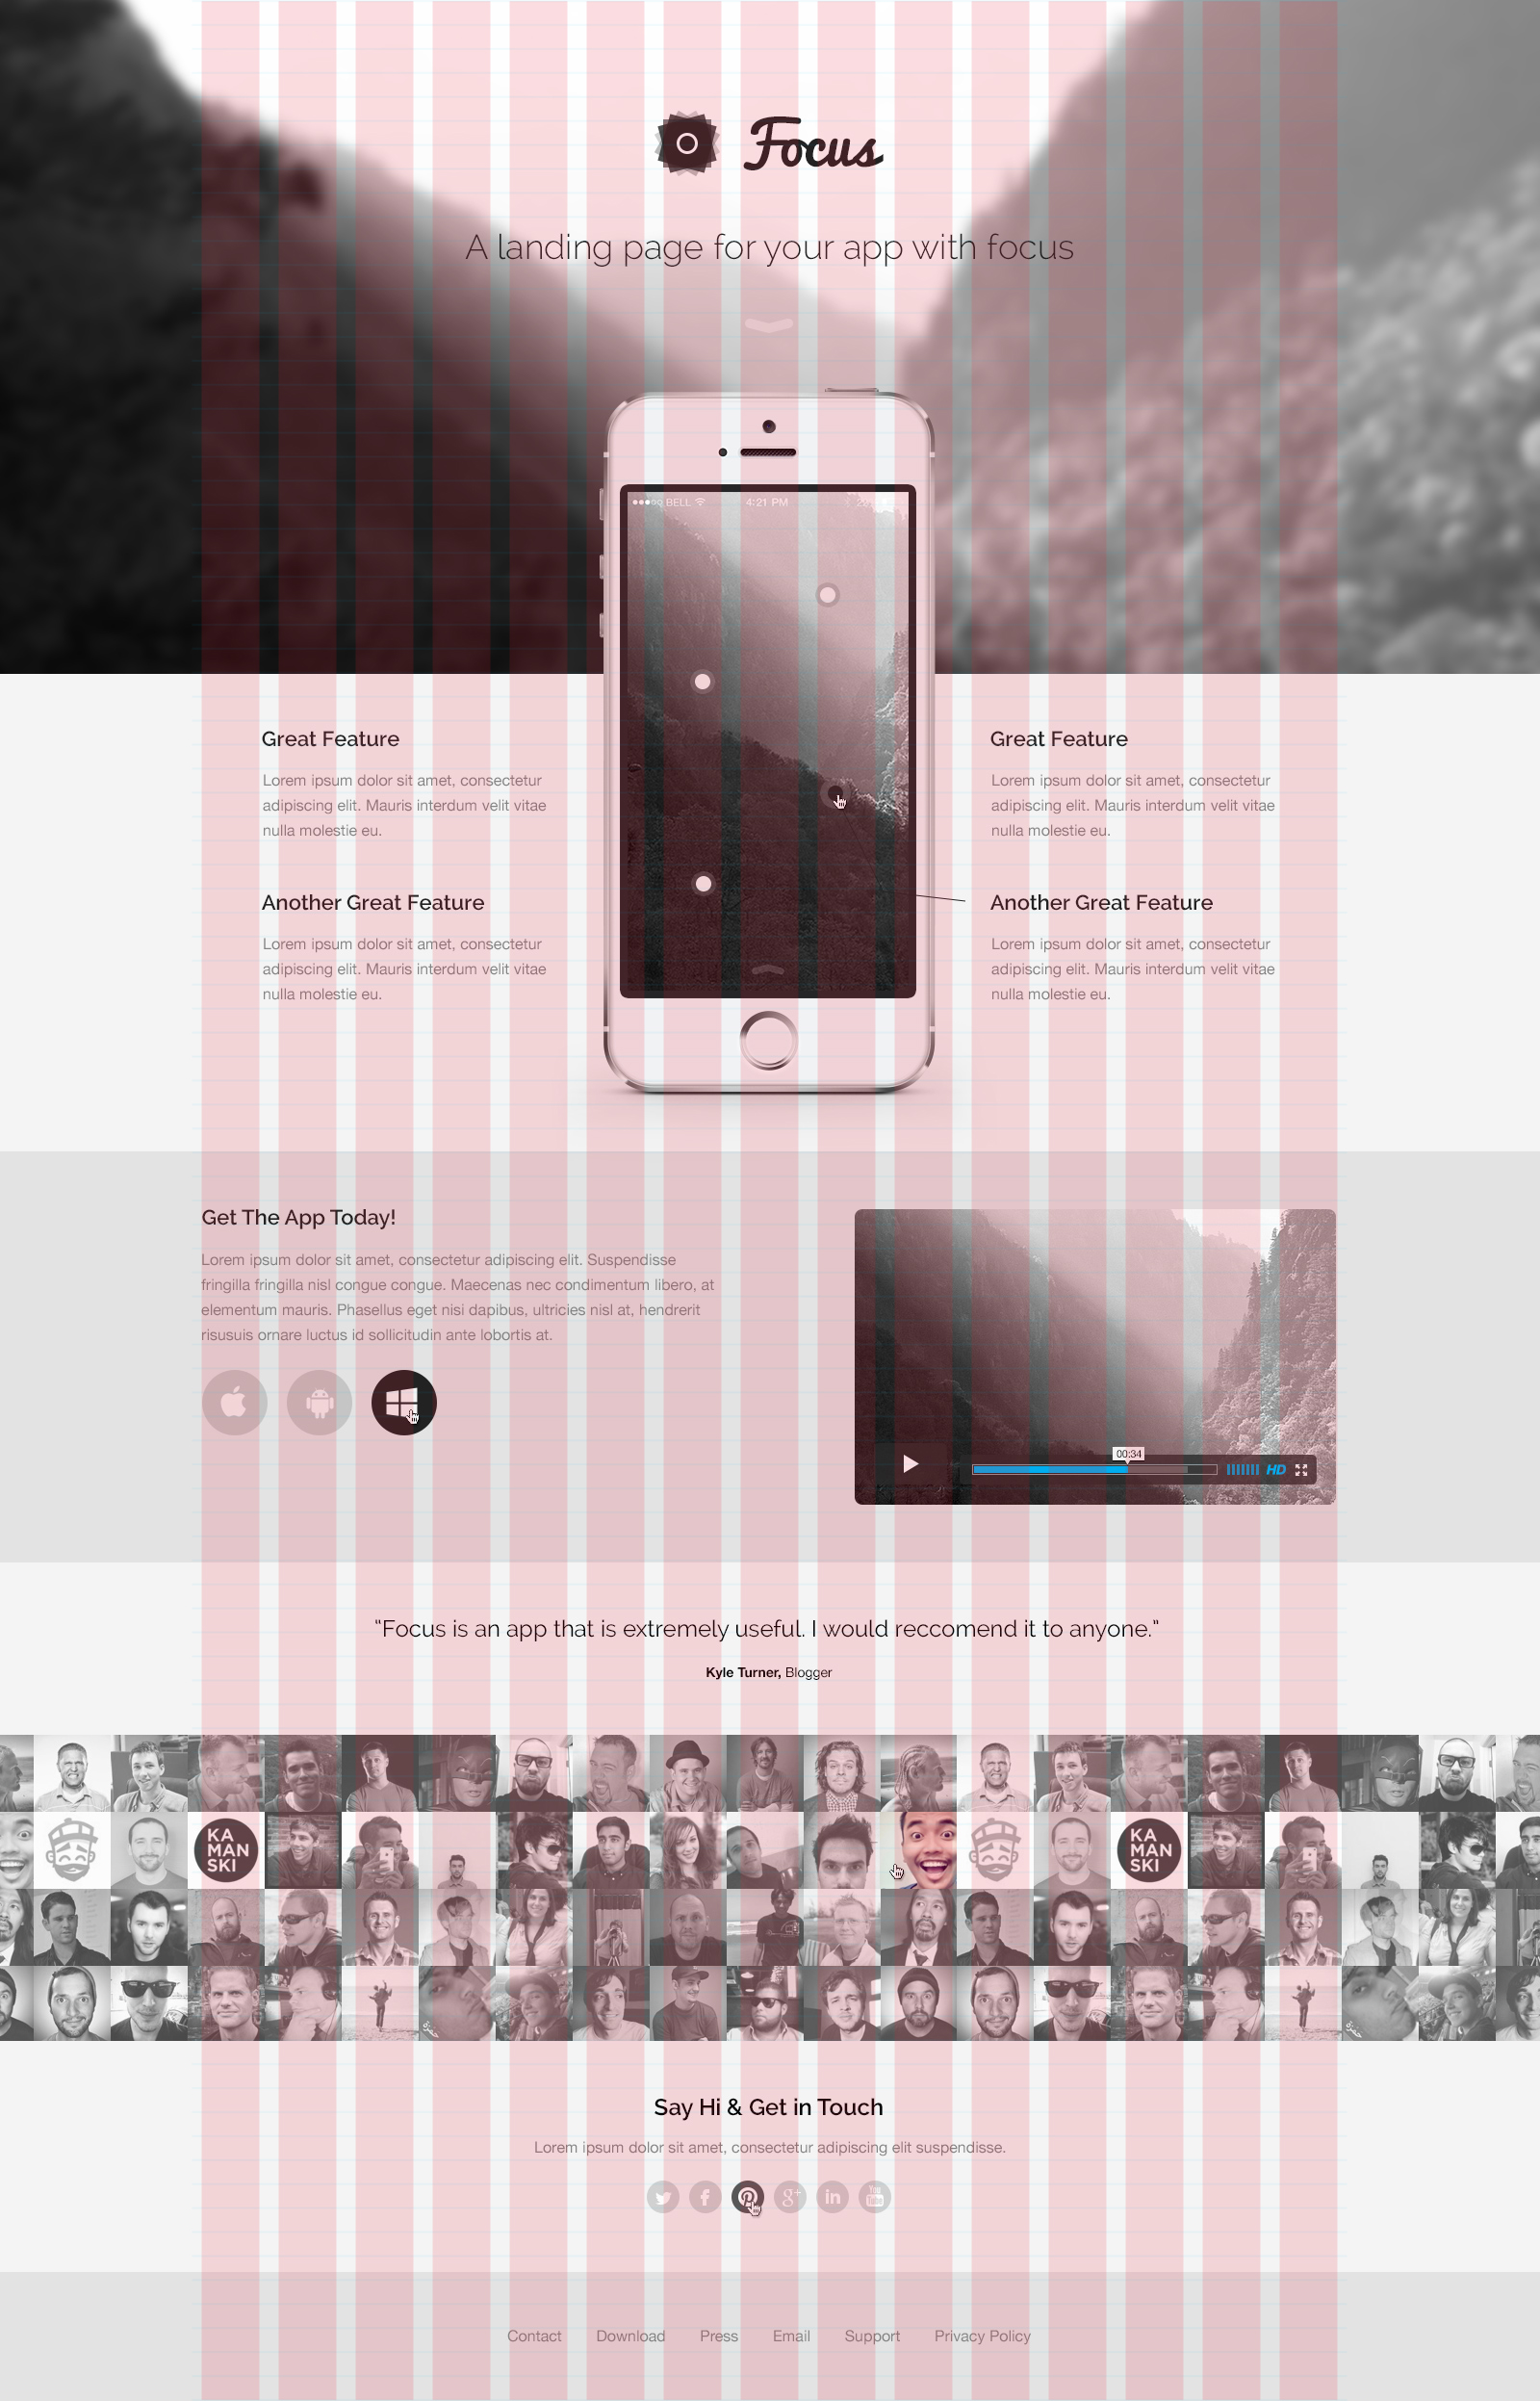 Focus
A landing page for your app with focus
BELL 4:21 PM
Great Feature
Lorem ipsum dolor sit amet, consectetur
adipiscing elit. Mauris interdum velit vitae
nulla molestie eu.
Another Great Feature
Lorem ipsum dolor sit amet, consectetur
adipiscing elit. Mauris interdum velit vitae
nulla molestie eu.
Great Feature
Lorem ipsum dolor sit amet, consectetur
adipiscing elit. Mauris interdum velit vitae
nulla molestie eu.
Another Great Feature
Lorem ipsum dolor sit amet, consectetur
adipiscing elit. Mauris interdum velit vitae
nulla molestie eu.
Get The App Today!
Lorem ipsum dolor sit amet, consectetur adipiscing elit. Suspendisse
fringilla fringilla nisl congue congue. Maecenas nec condimentum libero, at
elementum mauris. Phasellus eget nisi dapibus, ultricies nisl at, hendrerit
risusuis ornare luctus id sollicitudin ante lobortis at.
00:34
HD
“Focus is an app that is extremely useful. I would reccomend it to anyone.”
Kyle Turner, Blogger
KA
MAN
SKI
KA
MAN
SKI
حمزة
حمزة
Say Hi & Get in Touch
Lorem ipsum dolor sit amet, consectetur adipiscing elit suspendisse.
g+ in You Tube
Contact Download Press Email Support Privacy Policy